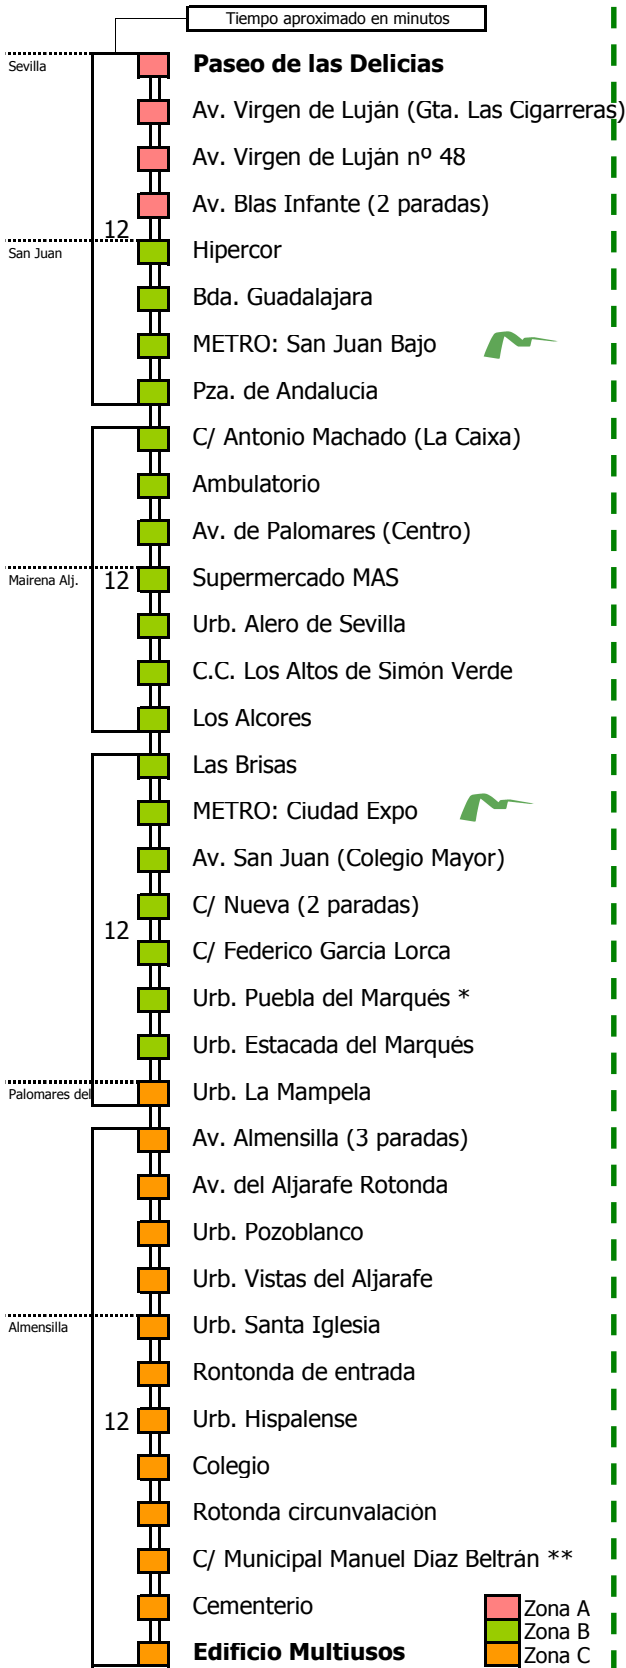 Tiempo aproximado en minutos
Sevilla
Paseo de las Delicias
Av. Virgen de Luján (Gta. Las Cigarreras)
Av. Virgen de Luján nº 48
Av. Blas Infante (2 paradas)
12
San Juan
Hipercor
Bda. Guadalajara
METRO: San Juan Bajo
Pza. de Andalucía
C/ Antonio Machado (La Caixa)
Ambulatorio
Av. de Palomares (Centro)
Mairena Alj.
12
Supermercado MAS
Urb. Alero de Sevilla
C.C. Los Altos de Simón Verde
Los Alcores
Las Brisas
METRO: Ciudad Expo
Av. San Juan (Colegio Mayor)
C/ Nueva (2 paradas)
12
C/ Federico García Lorca
Urb. Puebla del Marqués *
Urb. Estacada del Marqués
Palomares del
Urb. La Mampela
Av. Almensilla (3 paradas)
Av. del Aljarafe Rotonda
Urb. Pozoblanco
Urb. Vistas del Aljarafe
Almensilla
Urb. Santa Iglesia
Rontonda de entrada
12
Urb. Hispalense
Colegio
Rotonda circunvalación
C/ Municipal Manuel Díaz Beltrán **
Cementerio
Edificio Multiusos
Zona A
Zona B
Zona C